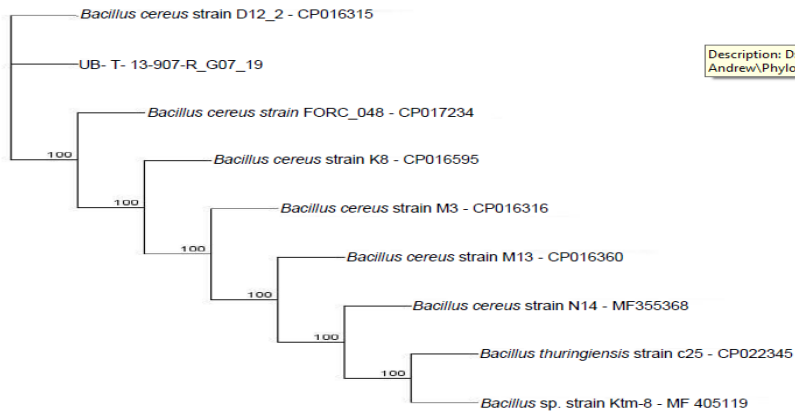 Bacillus cereus strain D12_2 - CP016315
UB- T- 13-907-R_G07_19
Description: D
Andrew\Phylo
Bacillus cereus strain FORC_048 - CP017234
100
Bacillus cereus strain K8 - CP016595
100
Bacillus cereus strain M3 - CP016316
100
Bacillus cereus strain M13 - CP016360
100
Bacillus cereus strain N14 - MF355368
100
Bacillus thuringiensis strain c25 - CP022345
100
Bacillus sp. strain Ktm-8 - MF 405119